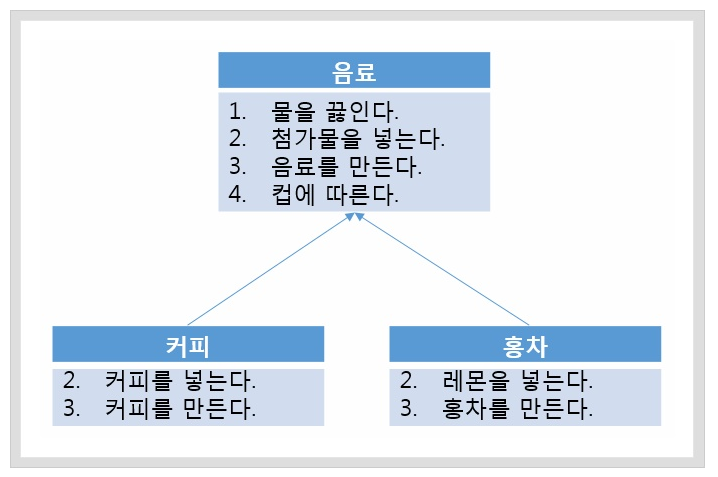 음료
1. 물을 끓인다.
2. 첨가물을 넣는다.
3. 음료를 만든다.
4. 컵에 따른다.
커피
2. 커피를 넣는다.
3. 커피를 만든다.
홍차
2. 레몬을 넣는다.
3. 홍차를 만든다.